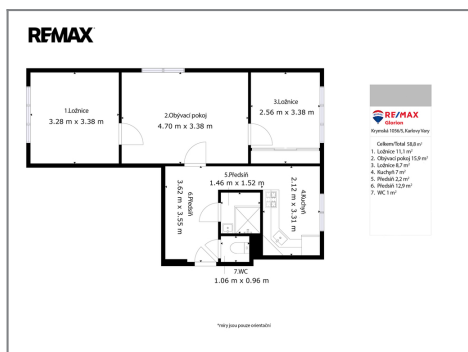 RE/MAX
1.Ložnice
3.28 m x 3.38 m
2.Obývací pokoj
4.70 m x 3.38 m
3.Ložnice
2.56 m x 3.38 m
5.Předsíň
1.46 m x 1.52 m
6.Předsíň
3.62 m x 3.55 m
4.Kuchyň
2.12 m x 3.31 m
7.WC
1.06 m x 0.96 m
*míry jsou pouze orientační
RE/MAX
Glorion
Krymská 1056/5, Karlovy Vary
Celkem/Total 58,8 m²
1. Ložnice 11,1 m²
2. Obývací pokoj 15,9 m²
3. Ložnice 8,7 m²
4. Kuchyň 7 m²
5. Předsíň 2,2 m²
6. Předsíň 12,9 m²
7. WC 1 m²